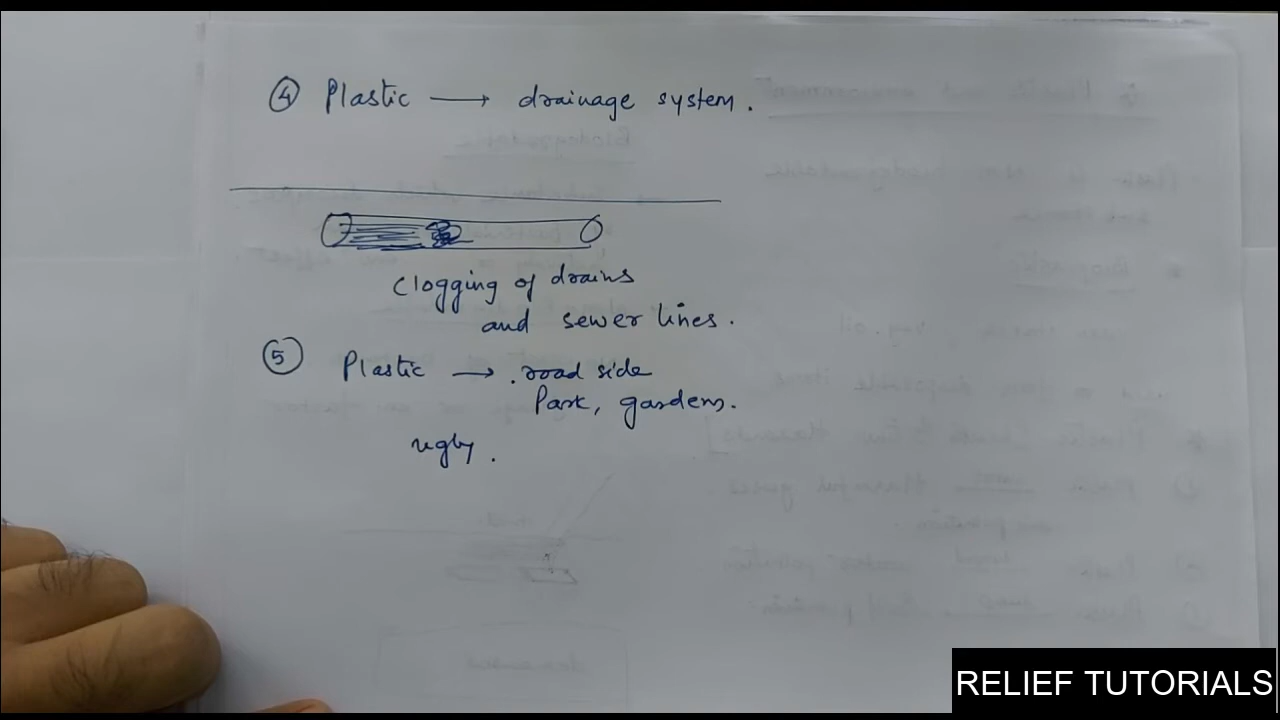 ④ Plastic → drainage system.
Clogging of drains
and sewer lines.
⑤ Plastic → . road side
Park, gardens.
ugly.
RELIEF TUTORIALS